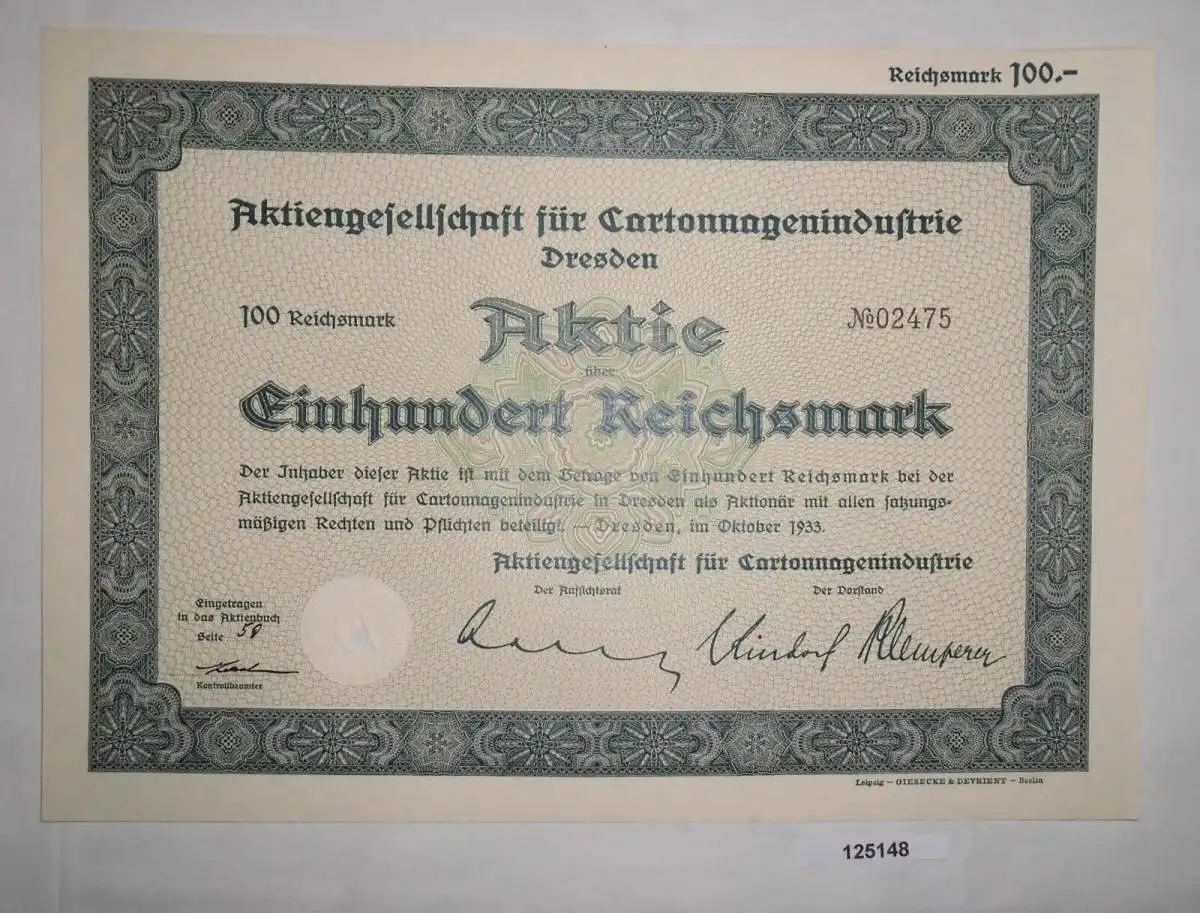 Reichsmark 100.–
Aktiengesellschaft für Cartonnagenindustrie
Dresden
100 Reichsmark
Aktie
№02475
über
Einhundert Reichsmark
Der Inhaber dieser Aktie ist mit dem Betrage von Einhundert Reichsmark bei der
Aktiengesellschaft für Cartonnagenindustrie in Dresden als Aktionär mit allen satzungs-
mäßigen Rechten und Pflichten beteiligt. — Dresden, im Oktober 1933.
Aktiengesellschaft für Cartonnagenindustrie
Der Aufsichtsrat
Der Vorstand
Eingetragen
in das Aktienbuch
Seite 58
Klemperer
Kontrollbeamter
Leipzig – GIESECKE & DEVRIENT – Berlin
125148